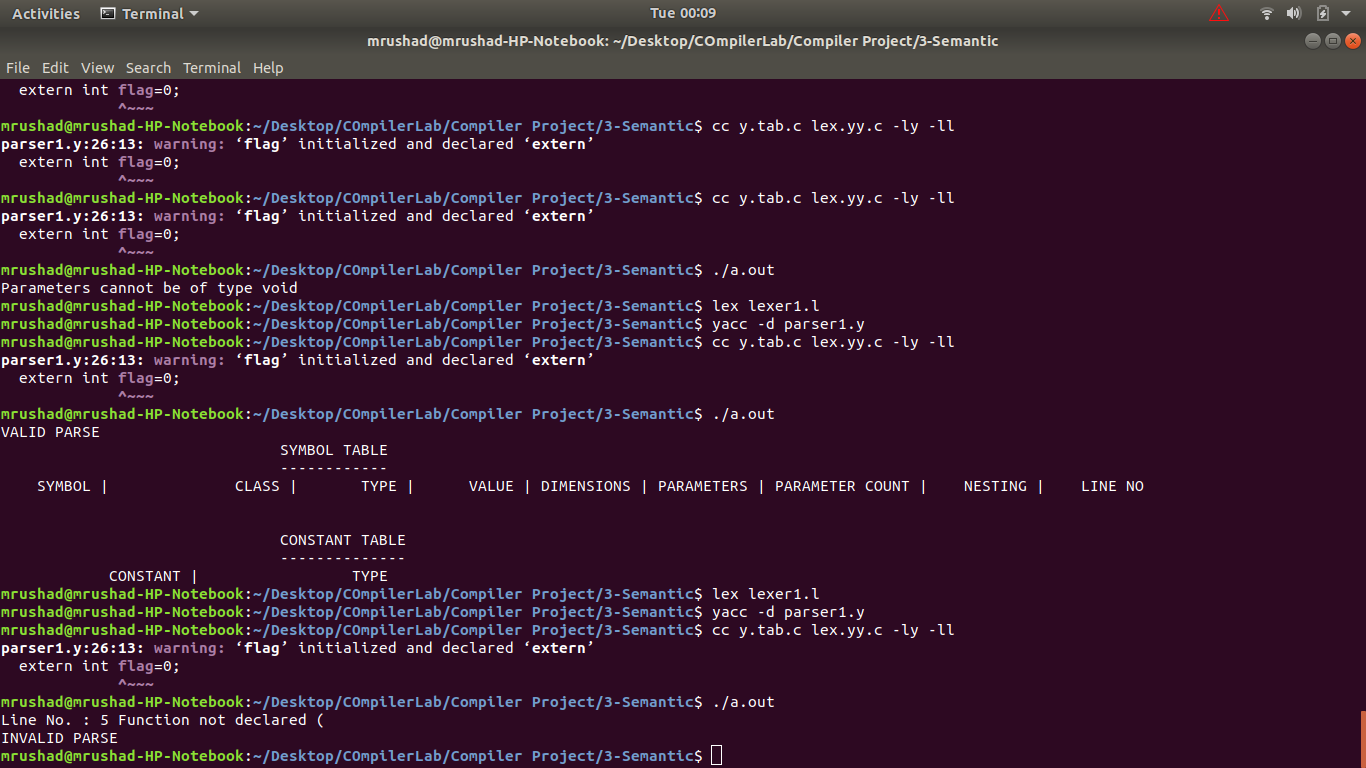 Activities Terminal Tue 00:09
mrushad@mrushad-HP-Notebook: ~/Desktop/COmpilerLab/Compiler Project/3-Semantic
File Edit View Search Terminal Help
extern int flag=0;
^~~~
mrushad@mrushad-HP-Notebook:~/Desktop/COmpilerLab/Compiler Project/3-Semantic$ cc y.tab.c lex.yy.c -ly -ll
parser1.y:26:13: warning: ‘flag’ initialized and declared ‘extern’
extern int flag=0;
^~~~
mrushad@mrushad-HP-Notebook:~/Desktop/COmpilerLab/Compiler Project/3-Semantic$ cc y.tab.c lex.yy.c -ly -ll
parser1.y:26:13: warning: ‘flag’ initialized and declared ‘extern’
extern int flag=0;
^~~~
mrushad@mrushad-HP-Notebook:~/Desktop/COmpilerLab/Compiler Project/3-Semantic$ ./a.out
Parameters cannot be of type void
mrushad@mrushad-HP-Notebook:~/Desktop/COmpilerLab/Compiler Project/3-Semantic$ lex lexer1.l
mrushad@mrushad-HP-Notebook:~/Desktop/COmpilerLab/Compiler Project/3-Semantic$ yacc -d parser1.y
mrushad@mrushad-HP-Notebook:~/Desktop/COmpilerLab/Compiler Project/3-Semantic$ cc y.tab.c lex.yy.c -ly -ll
parser1.y:26:13: warning: ‘flag’ initialized and declared ‘extern’
extern int flag=0;
^~~~
mrushad@mrushad-HP-Notebook:~/Desktop/COmpilerLab/Compiler Project/3-Semantic$ ./a.out
VALID PARSE
SYMBOL TABLE
------------
SYMBOL | CLASS | TYPE | VALUE | DIMENSIONS | PARAMETERS | PARAMETER COUNT | NESTING | LINE NO
CONSTANT TABLE
--------------
CONSTANT | TYPE
mrushad@mrushad-HP-Notebook:~/Desktop/COmpilerLab/Compiler Project/3-Semantic$ lex lexer1.l
mrushad@mrushad-HP-Notebook:~/Desktop/COmpilerLab/Compiler Project/3-Semantic$ yacc -d parser1.y
mrushad@mrushad-HP-Notebook:~/Desktop/COmpilerLab/Compiler Project/3-Semantic$ cc y.tab.c lex.yy.c -ly -ll
parser1.y:26:13: warning: ‘flag’ initialized and declared ‘extern’
extern int flag=0;
^~~~
mrushad@mrushad-HP-Notebook:~/Desktop/COmpilerLab/Compiler Project/3-Semantic$ ./a.out
Line No. : 5 Function not declared (
INVALID PARSE
mrushad@mrushad-HP-Notebook:~/Desktop/COmpilerLab/Compiler Project/3-Semantic$